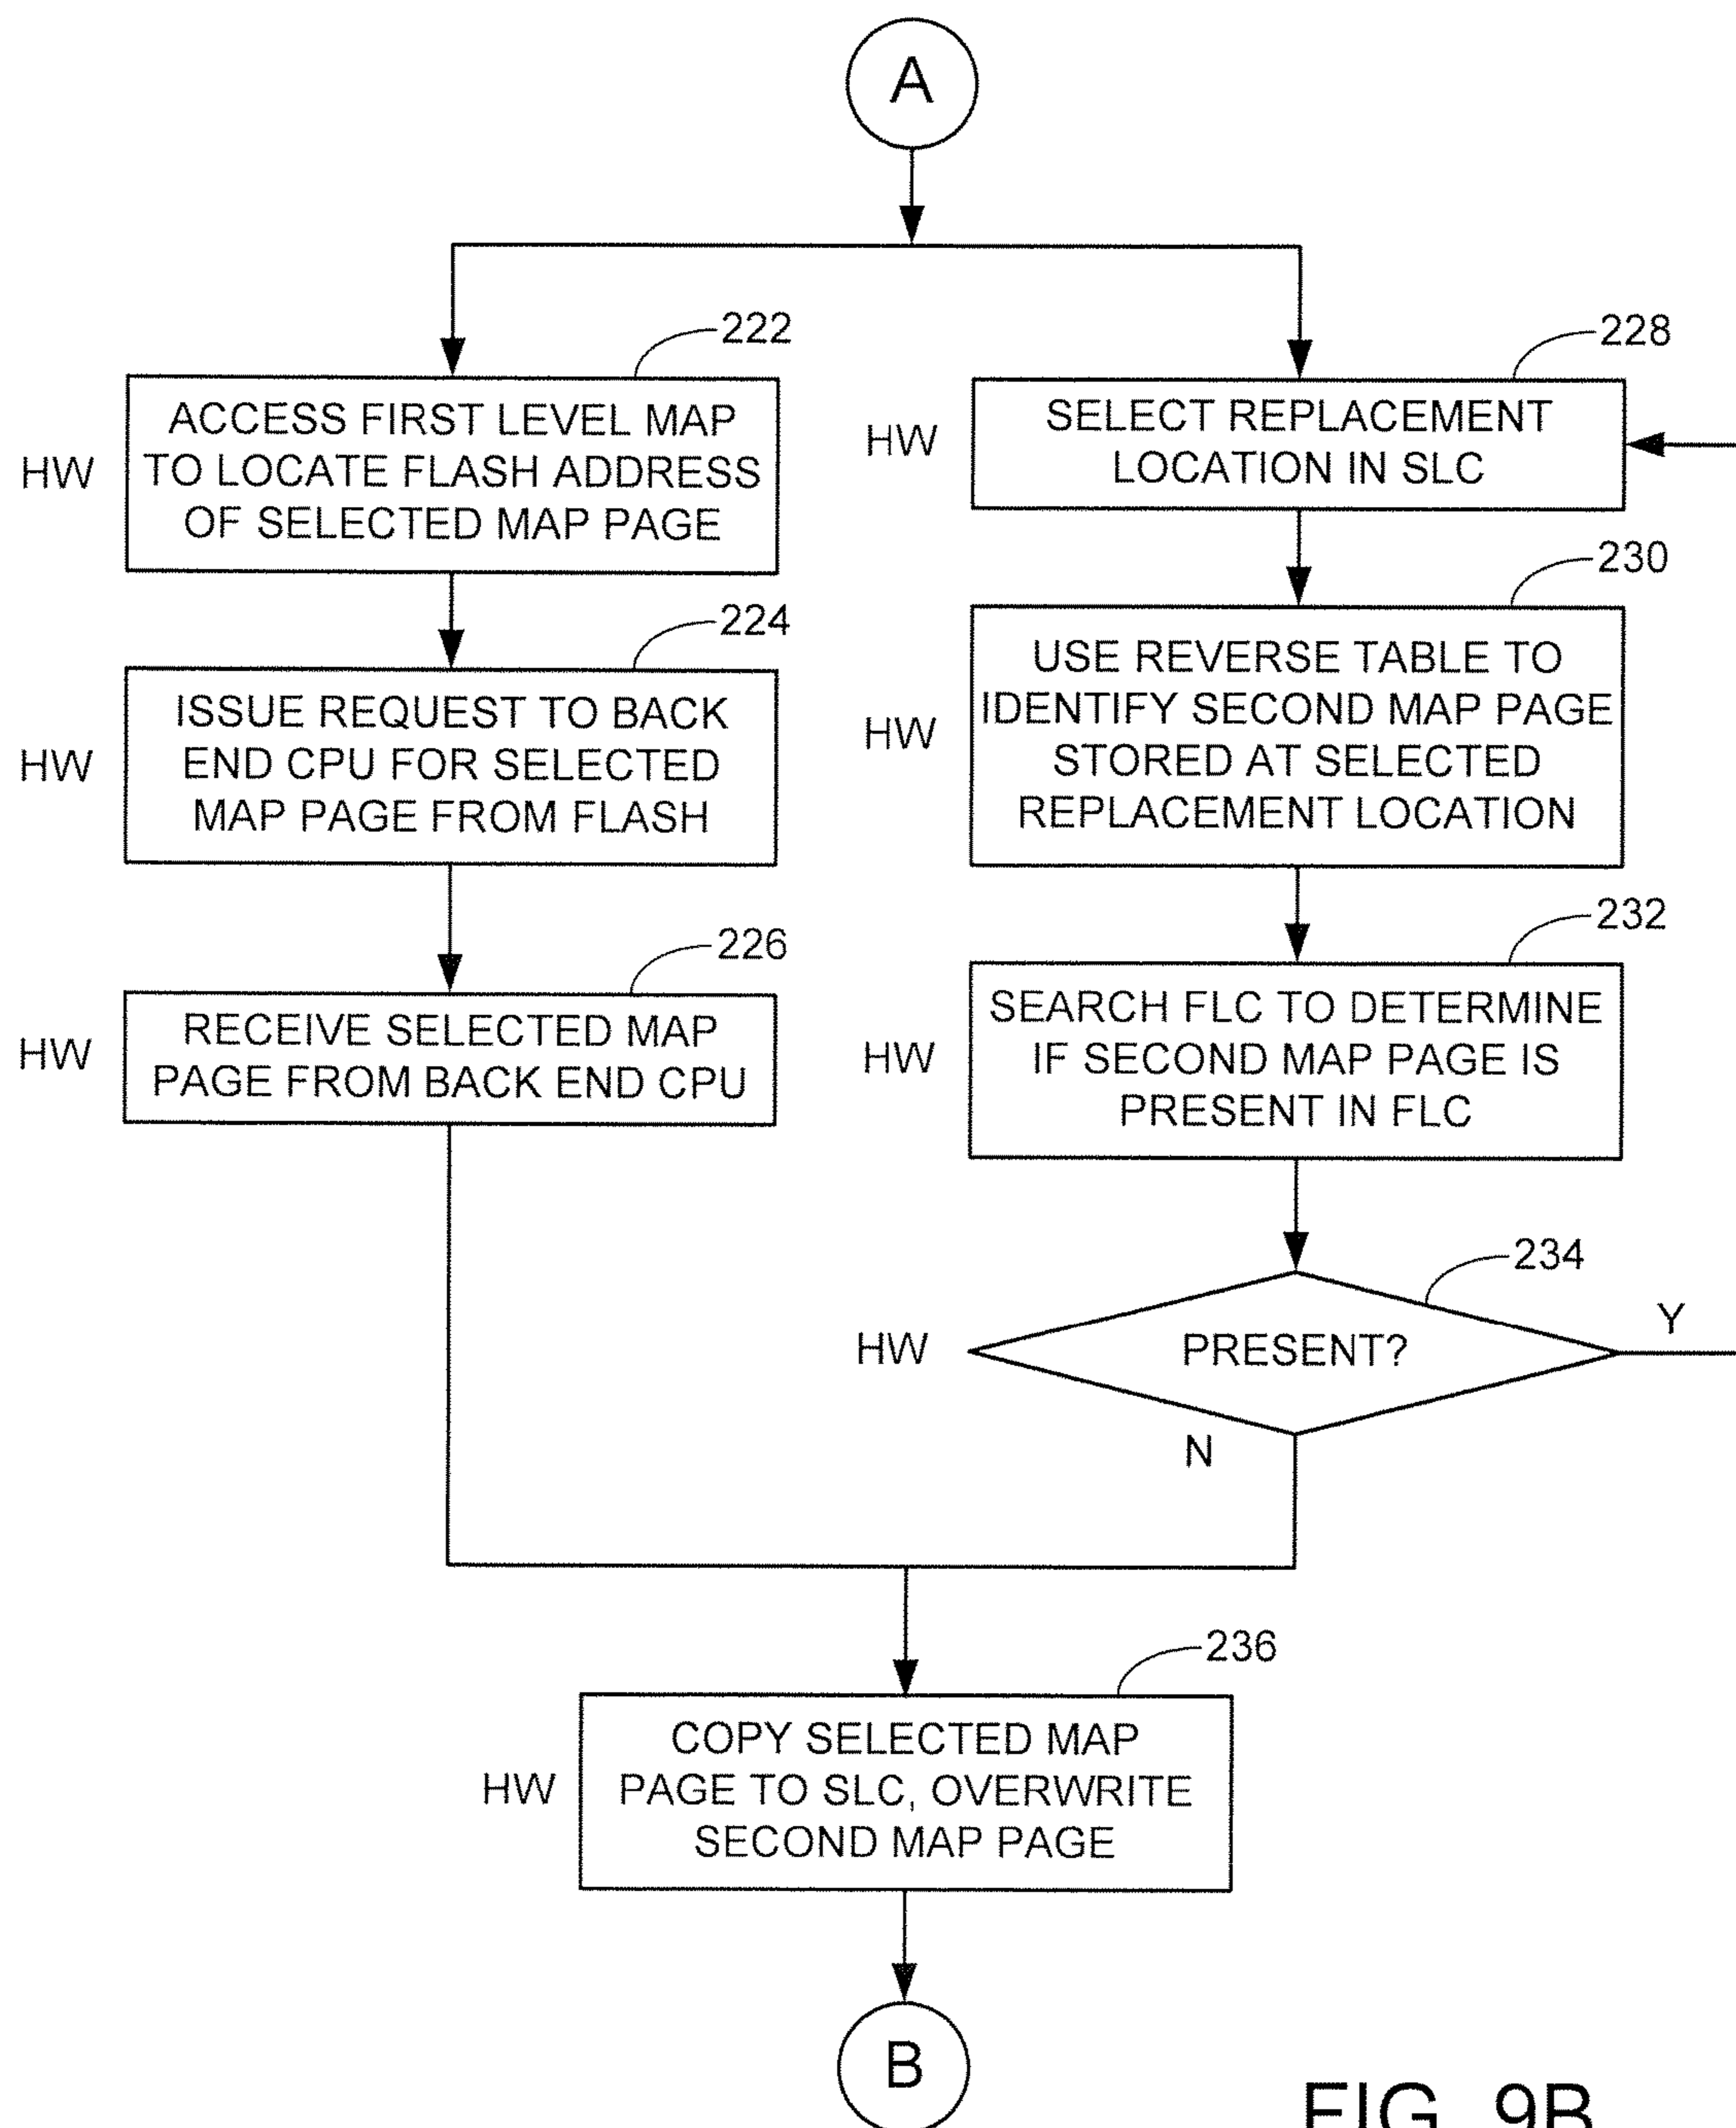 A
222
HW
ACCESS FIRST LEVEL MAP
TO LOCATE FLASH ADDRESS
OF SELECTED MAP PAGE
224
HW
ISSUE REQUEST TO BACK
END CPU FOR SELECTED
MAP PAGE FROM FLASH
226
HW
RECEIVE SELECTED MAP
PAGE FROM BACK END CPU
228
HW
SELECT REPLACEMENT
LOCATION IN SLC
230
HW
USE REVERSE TABLE TO
IDENTIFY SECOND MAP PAGE
STORED AT SELECTED
REPLACEMENT LOCATION
232
HW
SEARCH FLC TO DETERMINE
IF SECOND MAP PAGE IS
PRESENT IN FLC
234
HW
PRESENT?
Y
N
236
HW
COPY SELECTED MAP
PAGE TO SLC, OVERWRITE
SECOND MAP PAGE
B
FIG. 9B